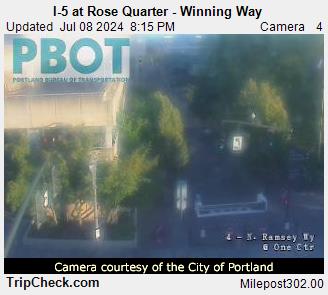 I-5 at Rose Quarter - Winning Way
Updated Jul 08 2024 8:15 PM Camera 4
PBOT
PORTLAND BUREAU OF TRANSPORTATION
4 - N. Ramsey Wy
@ One Ctr
Camera courtesy of the City of Portland
TripCheck.com Milepost302.00